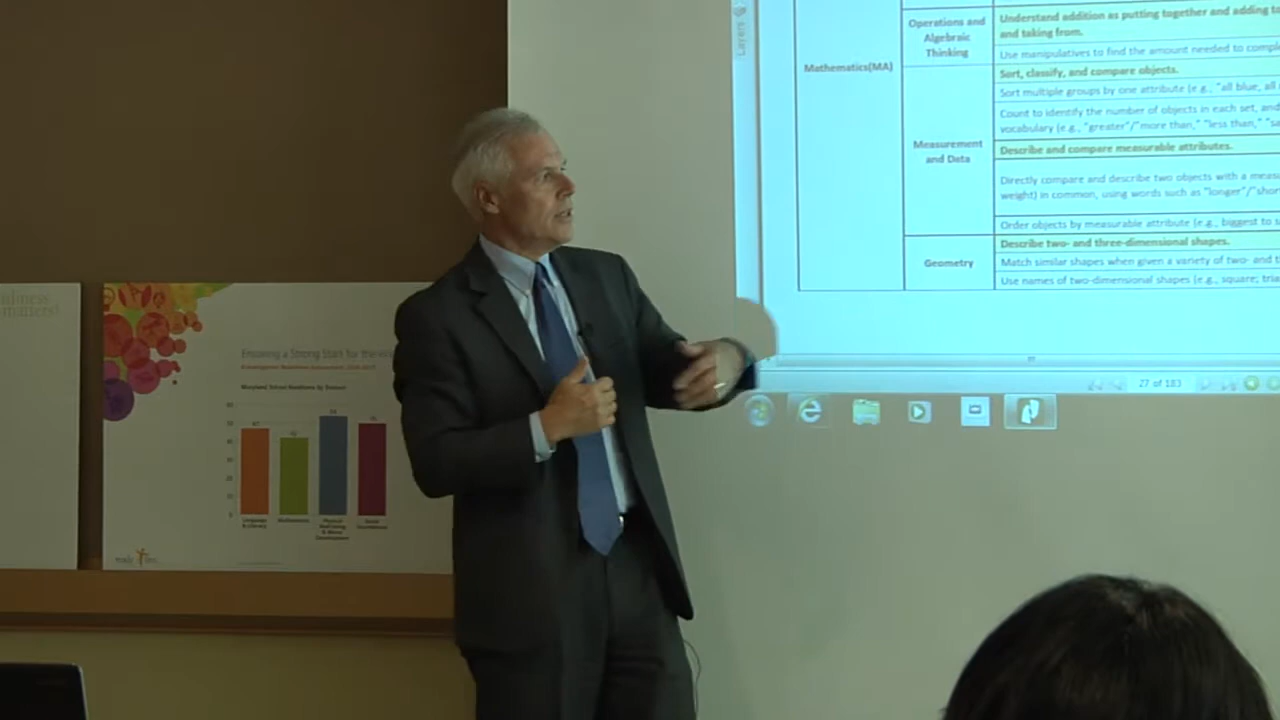 Layers
Mathematics(MA)
Operations and
Algebraic
Thinking
Understand addition as putting together and adding to
and taking from.
Use manipulatives to find the amount needed to compl
Measurement
and Data
Sort, classify, and compare objects.
Sort multiple groups by one attribute (e.g., "all blue, all
Count to identify the number of objects in each set, and
vocabulary (e.g., "greater"/"more than," "less than," "sa
Describe and compare measurable attributes.
Directly compare and describe two objects with a meas
weight) in common, using words such as "longer"/"shor
Order objects by measurable attribute (e.g., biggest to s
Geometry
Describe two- and three-dimensional shapes.
Match similar shapes when given a variety of two- and t
Use names of two-dimensional shapes (e.g., square; tria
27 of 183
Ensuring a Strong Start for the
Maryland School Readiness by Domain
Language
& Literacy
Mathematics
Physical
Well-being
& Motor
Development
Social
Foundations